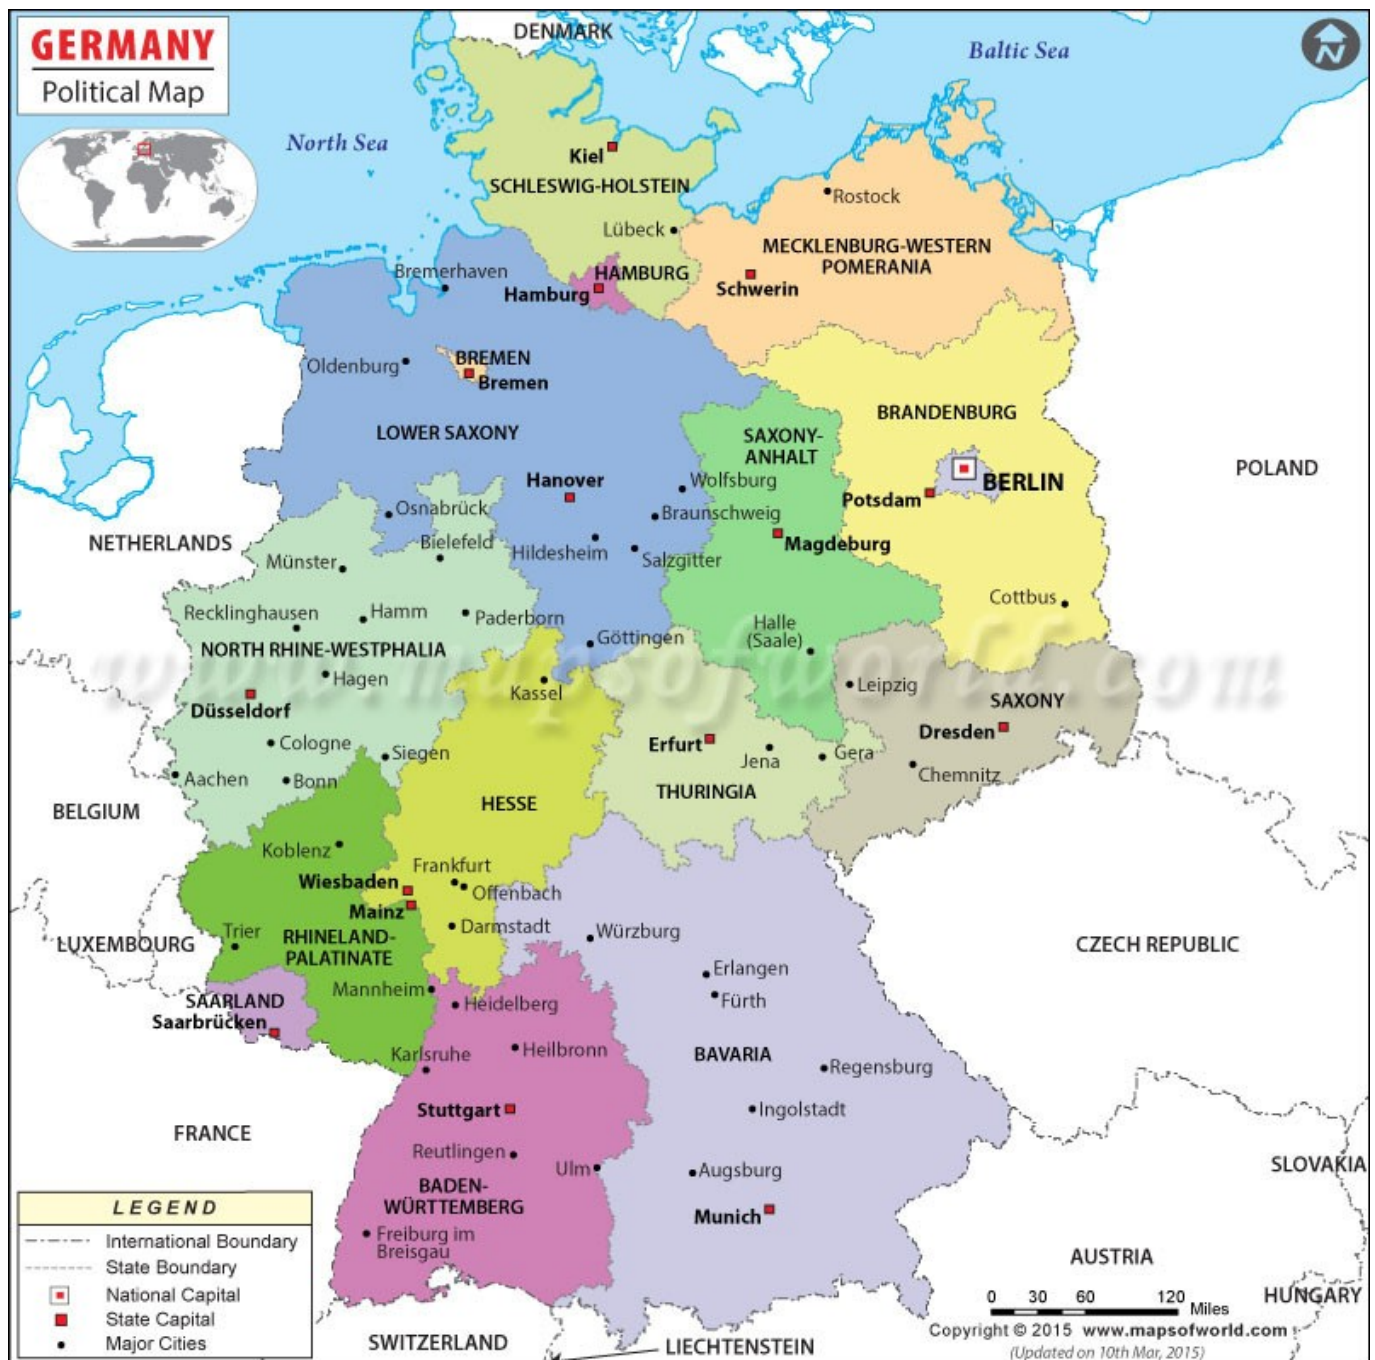 GERMANY
Political Map
DENMARK
Baltic Sea
N
North Sea
Kiel
SCHLESWIG-HOLSTEIN
Rostock
Lübeck
MECKLENBURG-WESTERN
POMERANIA
Bremerhaven
HAMBURG
Hamburg
Schwerin
Oldenburg
BREMEN
Bremen
BRANDENBURG
LOWER SAXONY
SAXONY-
ANHALT
POLAND
Hanover
Wolfsburg
BERLIN
Potsdam
Osnabrück
Braunschweig
NETHERLANDS
Bielefeld
Hildesheim
Salzgitter
Magdeburg
Münster
Cottbus
Recklinghausen
Hamm
Paderborn
Halle
(Saale)
Göttingen
NORTH RHINE-WESTPHALIA
www.mapsofworld.com
Hagen
Kassel
Leipzig
SAXONY
Düsseldorf
Dresden
Cologne
Siegen
Erfurt
Jena
Gera
Aachen
Bonn
Chemnitz
BELGIUM
HESSE
THURINGIA
Koblenz
Frankfurt
Wiesbaden
Offenbach
Mainz
Trier
Darmstadt
Würzburg
LUXEMBOURG
RHINELAND-
PALATINATE
CZECH REPUBLIC
Erlangen
Mannheim
Fürth
SAARLAND
Heidelberg
Saarbrücken
Karlsruhe
Heilbronn
BAVARIA
Regensburg
Stuttgart
Ingolstadt
FRANCE
Reutlingen
Ulm
Augsburg
SLOVAKIA
BADEN-
WÜRTTEMBERG
Munich
Freiburg im
Breisgau
AUSTRIA
LEGEND
International Boundary
State Boundary
National Capital
State Capital
Major Cities
HUNGARY
0 30 60 120
Miles
SWITZERLAND
LIECHTENSTEIN
Copyright © 2015 www.mapsofworld.com
(Updated on 10th Mar, 2015)